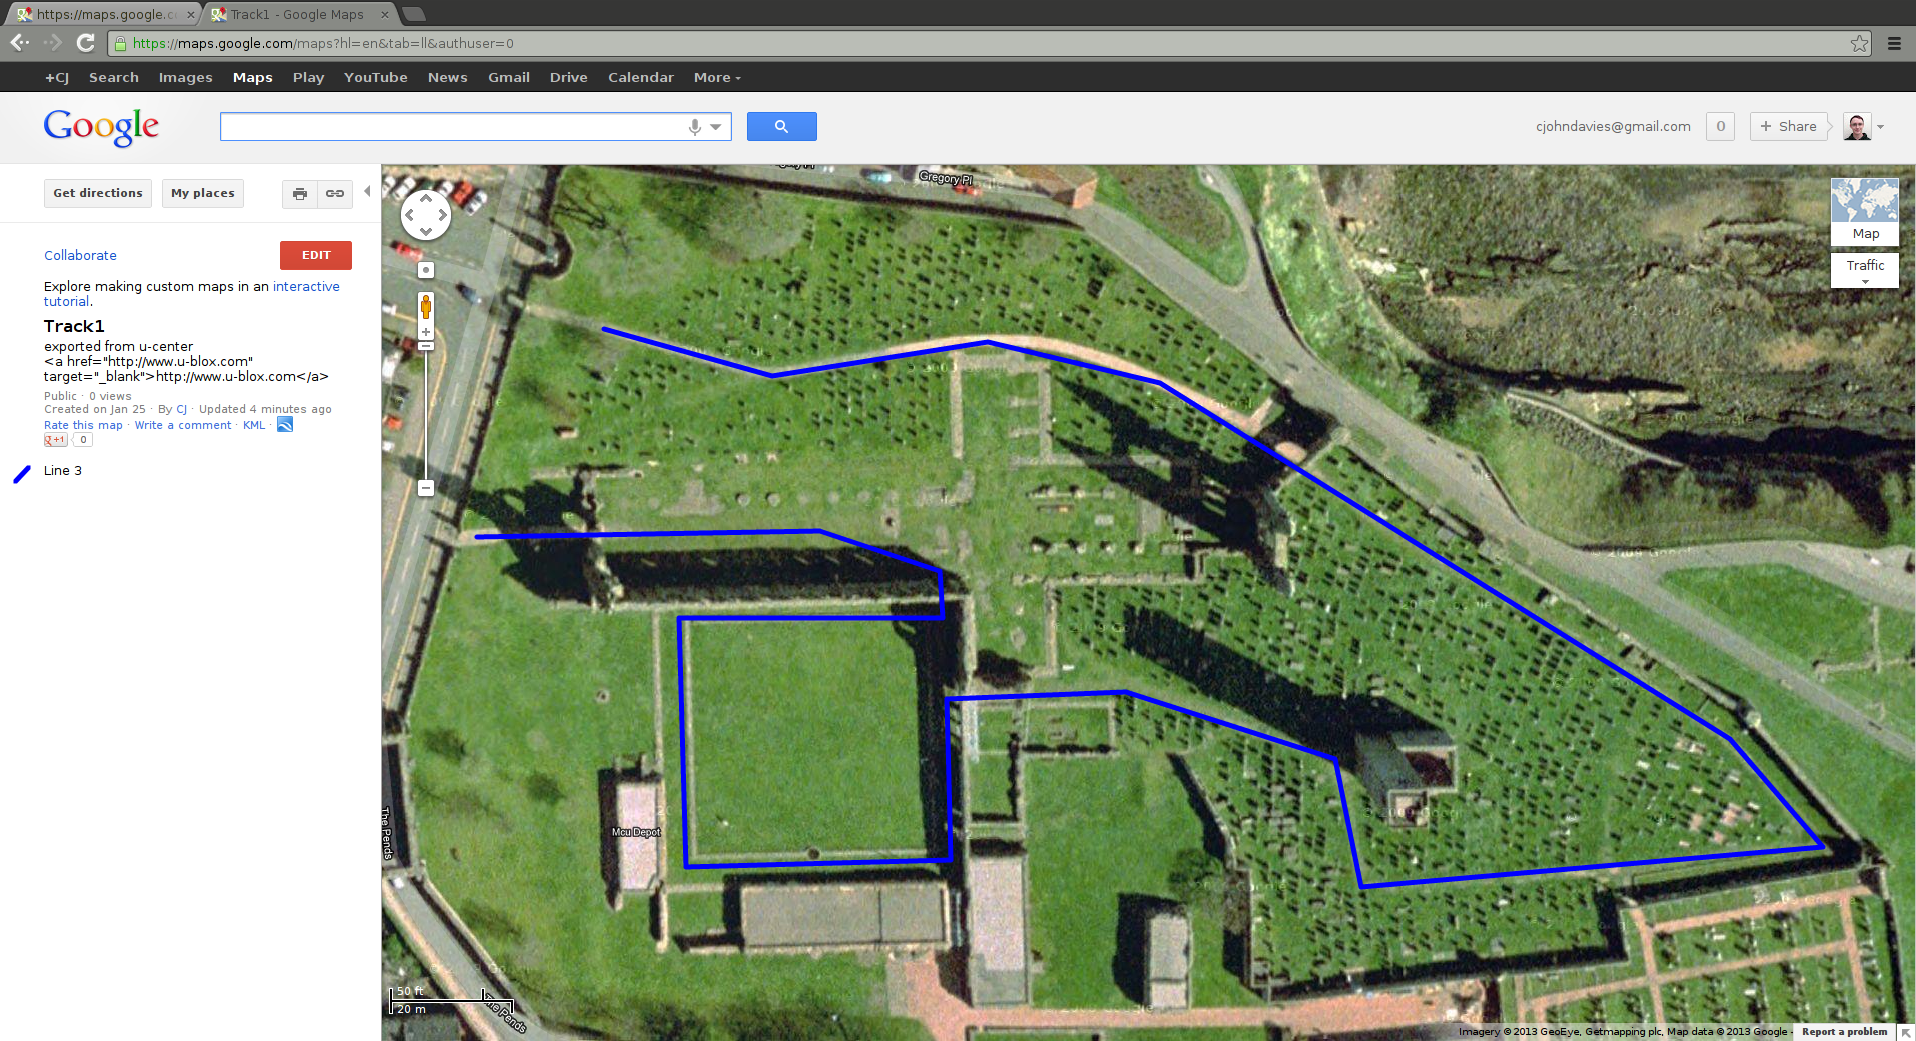 https://maps.google.c
Track1 - Google Maps
https://maps.google.com/maps?hl=en&tab=ll&authuser=0
+CJ Search Images Maps Play YouTube News Gmail Drive Calendar More
Google
cjohndavies@gmail.com 0 + Share
Get directions My places
Collaborate EDIT
Explore making custom maps in an interactive
tutorial.
Track1
exported from u-center
<a href="http://www.u-blox.com"
target="_blank">http://www.u-blox.com</a>
Public · 0 views
Created on Jan 25 · By CJ · Updated 4 minutes ago
Rate this map · Write a comment · KML ·
+1 0
Line 3
Gregory Pl
Map
Traffic
Mcu Depot
The Pends
50 ft
20 m
The Pends
Imagery ©2013 GeoEye, Getmapping plc, Map data ©2013 Google - Report a problem